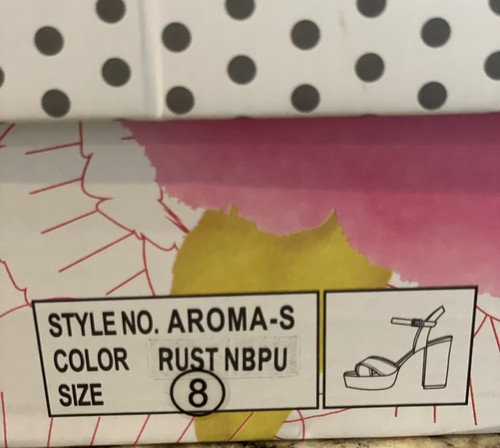 STYLE NO. AROMA-S
COLOR RUST NBPU
SIZE 8